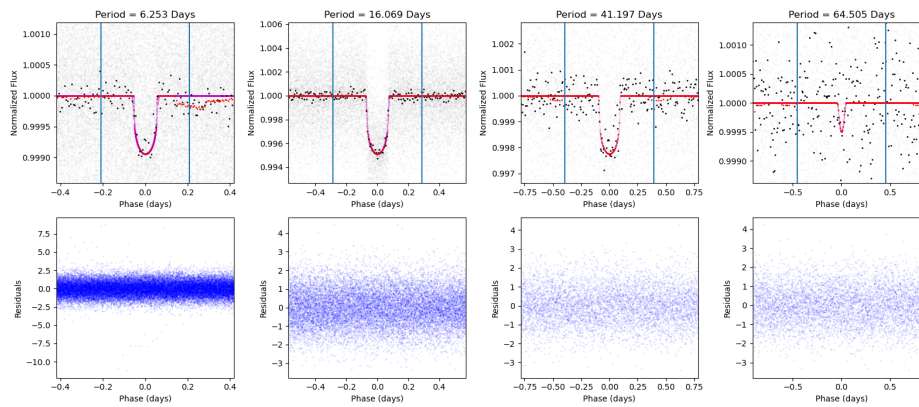 Period = 6.253 Days
Normalized Flux
1.0010
1.0005
1.0000
0.9995
0.9990
−0.4 −0.2 0.0 0.2 0.4
Phase (days)
Period = 16.069 Days
Normalized Flux
1.006
1.004
1.002
1.000
0.998
0.996
0.994
−0.4 −0.2 0.0 0.2 0.4
Phase (days)
Period = 41.197 Days
Normalized Flux
1.002
1.001
1.000
0.999
0.998
0.997
−0.75 −0.50 −0.25 0.00 0.25 0.50 0.75
Phase (days)
Period = 64.505 Days
Normalized Flux
1.0010
1.0005
1.0000
0.9995
0.9990
−0.5 0.0 0.5
Phase (days)
Residuals
7.5
5.0
2.5
0.0
−2.5
−5.0
−7.5
−10.0
−0.4 −0.2 0.0 0.2 0.4
Phase (days)
Residuals
4
3
2
1
0
−1
−2
−3
−0.4 −0.2 0.0 0.2 0.4
Phase (days)
Residuals
4
3
2
1
0
−1
−2
−3
−0.75 −0.50 −0.25 0.00 0.25 0.50 0.75
Phase (days)
Residuals
4
3
2
1
0
−1
−2
−3
−0.5 0.0 0.5
Phase (days)